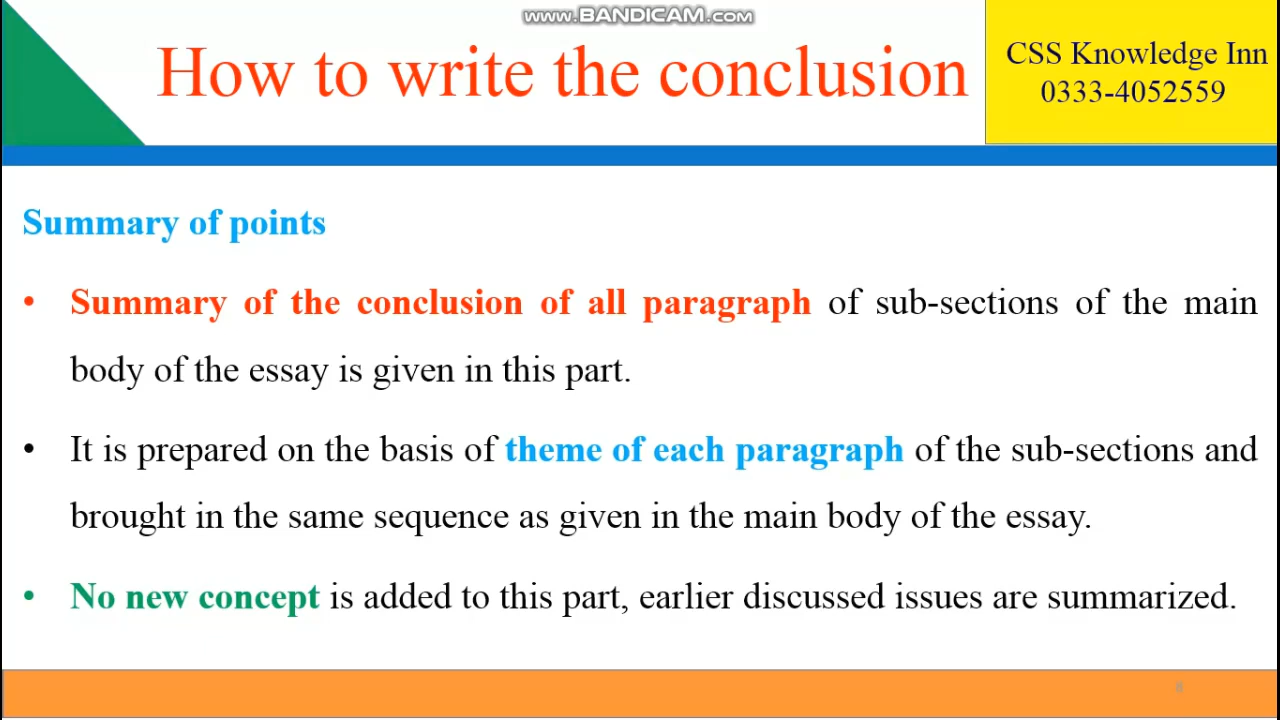 www.BANDICAM.com
How to write the conclusion
CSS Knowledge Inn
0333-4052559
Summary of points
• Summary of the conclusion of all paragraph of sub-sections of the main
body of the essay is given in this part.
• It is prepared on the basis of theme of each paragraph of the sub-sections and
brought in the same sequence as given in the main body of the essay.
• No new concept is added to this part, earlier discussed issues are summarized.